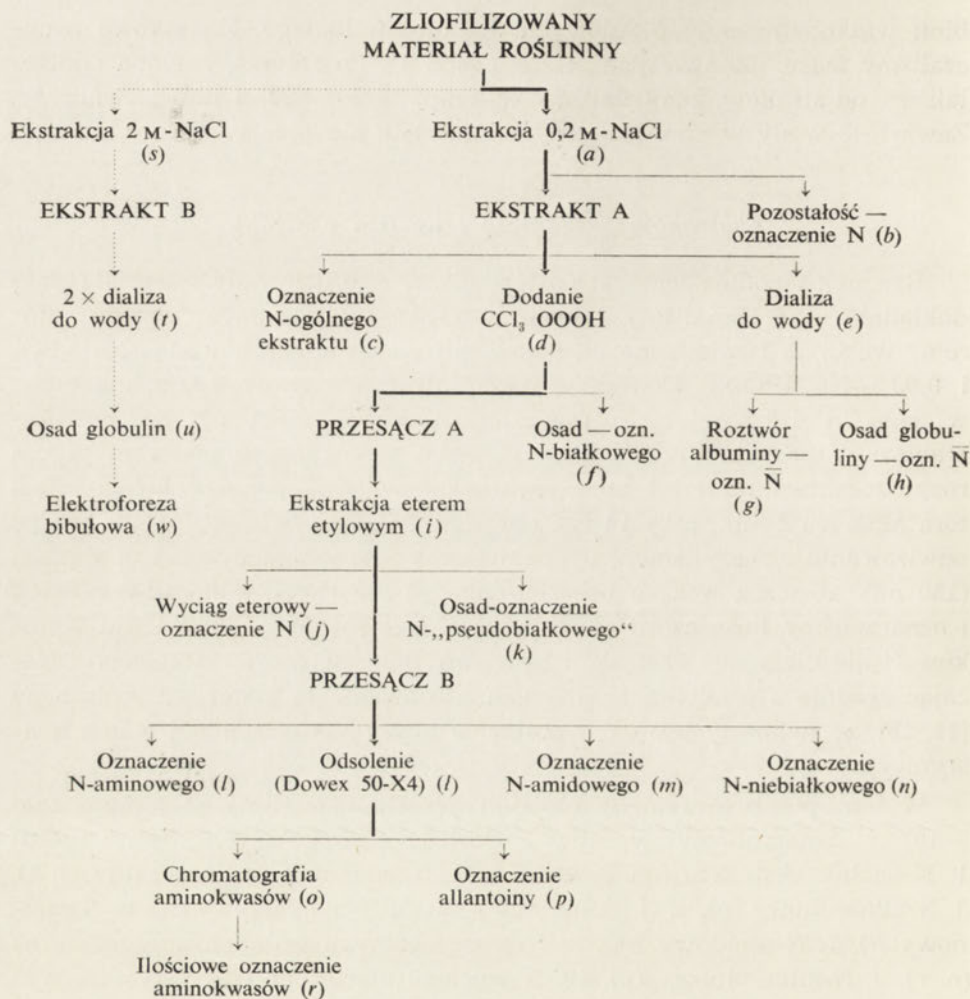 ZLIOFILIZOWANY
MATERIAŁ ROŚLINNY
Ekstrakcja 2 M-NaCl
(s)
Ekstrakcja 0,2 M-NaCl
(a)
EKSTRAKT B
EKSTRAKT A
Pozostałość —
oznaczenie N (b)
2 × dializa
do wody (t)
Oznaczenie
N-ogólnego
ekstraktu (c)
Dodanie
CCl₃ OOOH
(d)
Dializa
do wody (e)
Osad globulin (u)
PRZESĄCZ A
Osad — ozn.
N-białkowego
(f)
Roztwór
albuminy —
ozn. N̅
(g)
Osad globu-
liny — ozn. N̅
(h)
Elektroforeza
bibułowa (w)
Ekstrakcja eterem
etylowym (i)
Wyciąg eterowy —
oznaczenie N (j)
Osad-oznaczenie
N-„pseudobiałkowego“
(k)
PRZESĄCZ B
Oznaczenie
N-aminowego (l)
Odsolenie
(Dowex 50-X4) (l)
Oznaczenie
N-amidowego (m)
Oznaczenie
N-niebiałkowego (n)
Chromatografia
aminokwasów (o)
Oznaczenie
allantoiny (p)
Ilościowe oznaczenie
aminokwasów (r)